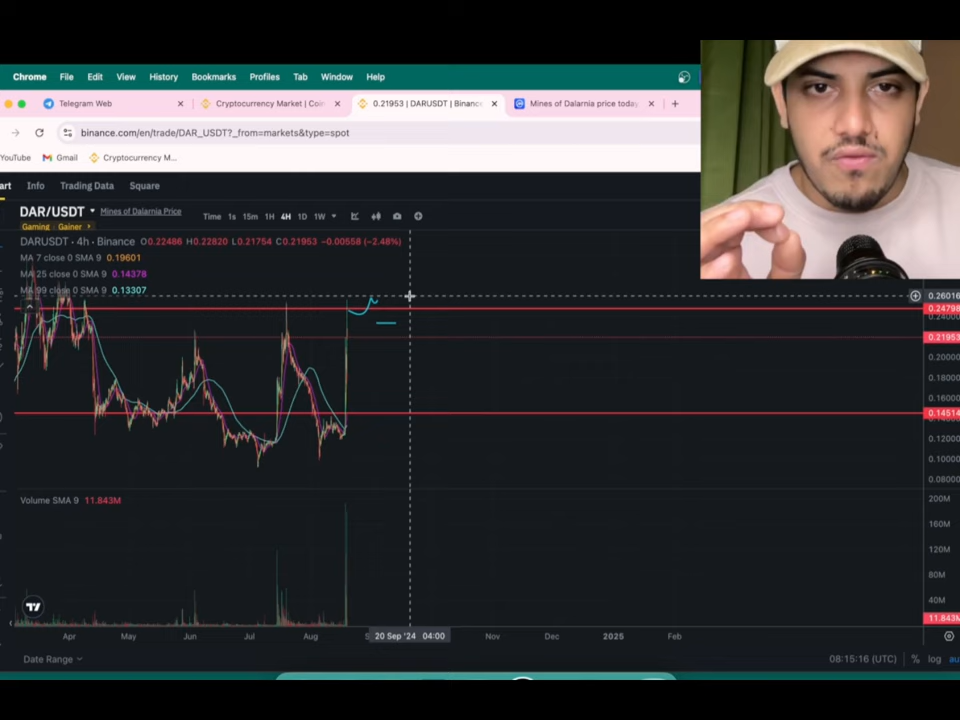 Chrome File Edit View History Bookmarks Profiles Tab Window Help
Telegram Web Cryptocurrency Market | Coin 0.21953 | DARUSDT | Binance Mines of Dalarnia price today
binance.com/en/trade/DAR_USDT?_from=markets&type=spot
YouTube Gmail Cryptocurrency M...
art Info Trading Data Square
DAR/USDT Mines of Dalarnia Price Time 1s 15m 1H 4H 1D 1W
Gaming Gainer
DARUSDT · 4h · Binance O0.22486 H0.22820 L0.21754 C0.21953 −0.00558 (−2.48%)
MA 7 close 0 SMA 9 0.19601
MA 25 close 0 SMA 9 0.14378
MA 99 close 0 SMA 9 0.13307
0.26016
0.24798
0.24000
0.21953
0.20000
0.18000
0.16000
0.14514
0.12000
0.10000
0.08000
Volume SMA 9 11.843M
200M
160M
120M
80M
40M
11.843M
Apr May Jun Jul Aug S 20 Sep '24 04:00 Nov Dec 2025 Feb
Date Range 08:15:16 (UTC) % log au